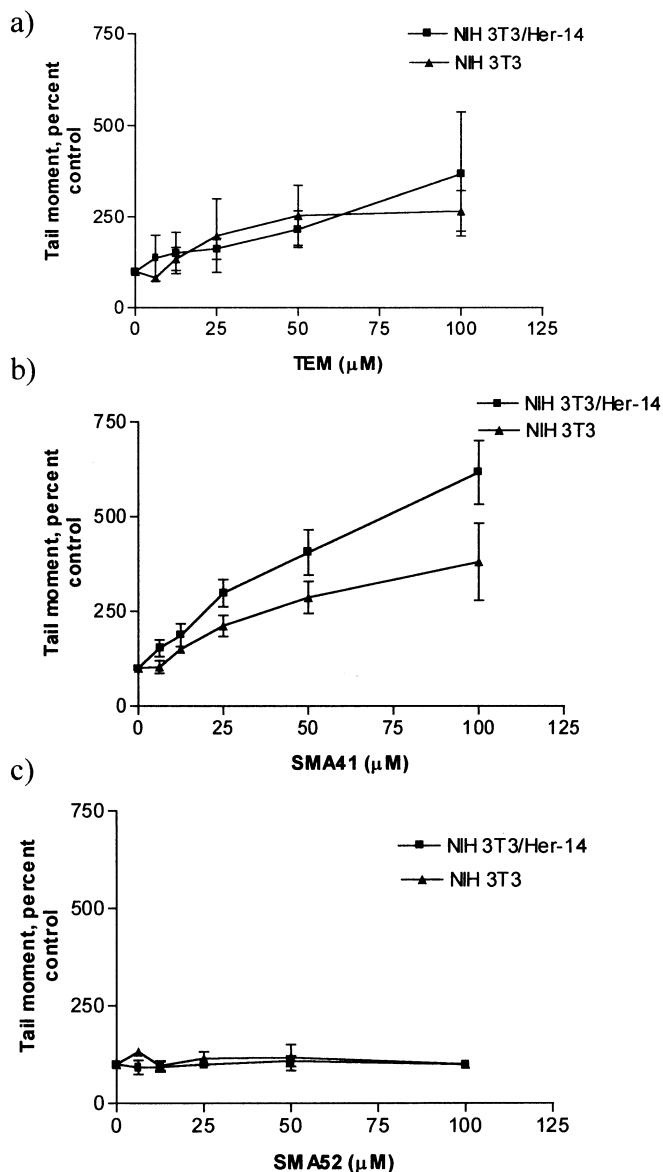 a)
750
500
250
0
Tail moment, percent
control
NIH 3T3/Her-14
NIH 3T3
0 25 50 75 100 125
TEM (µM)
b)
750
500
250
0
Tail moment, percent
control
NIH 3T3/Her-14
NIH 3T3
0 25 50 75 100 125
SMA41 (µM)
c)
750
500
250
0
Tail moment, percent
control
NIH 3T3/Her-14
NIH 3T3
0 25 50 75 100 125
SMA52 (µM)